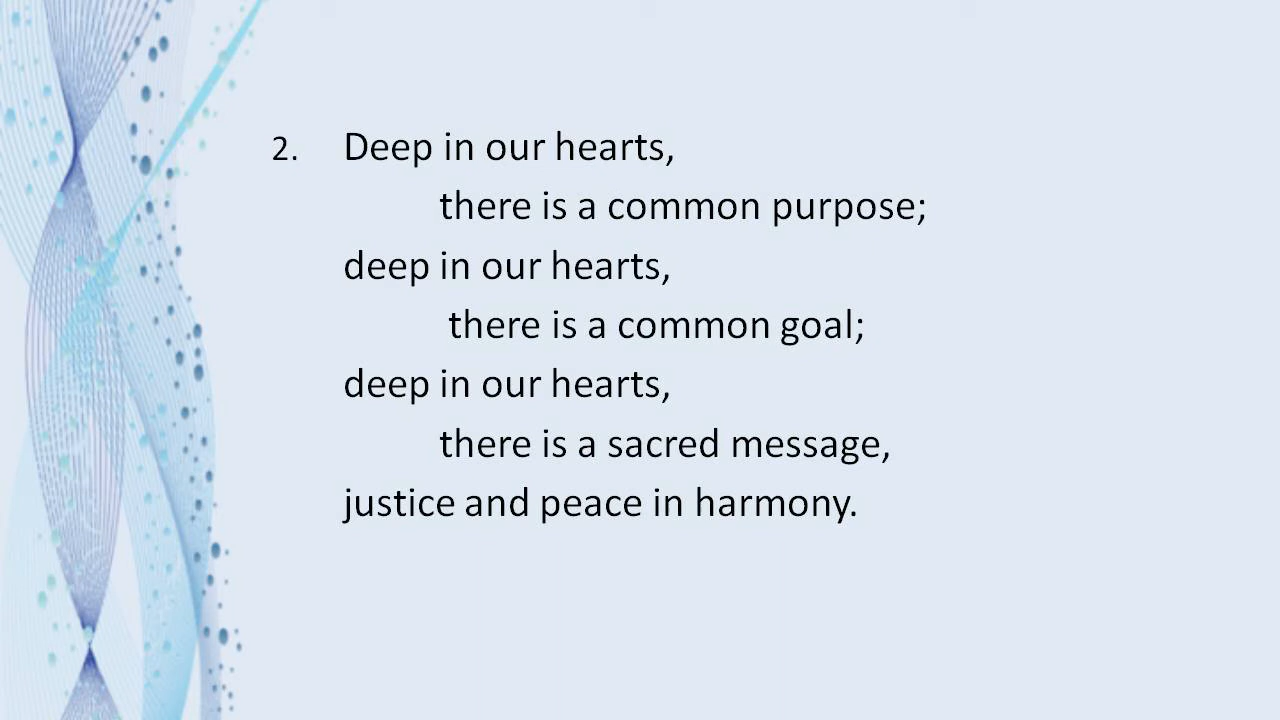 2. Deep in our hearts,
there is a common purpose;
deep in our hearts,
there is a common goal;
deep in our hearts,
there is a sacred message,
justice and peace in harmony.